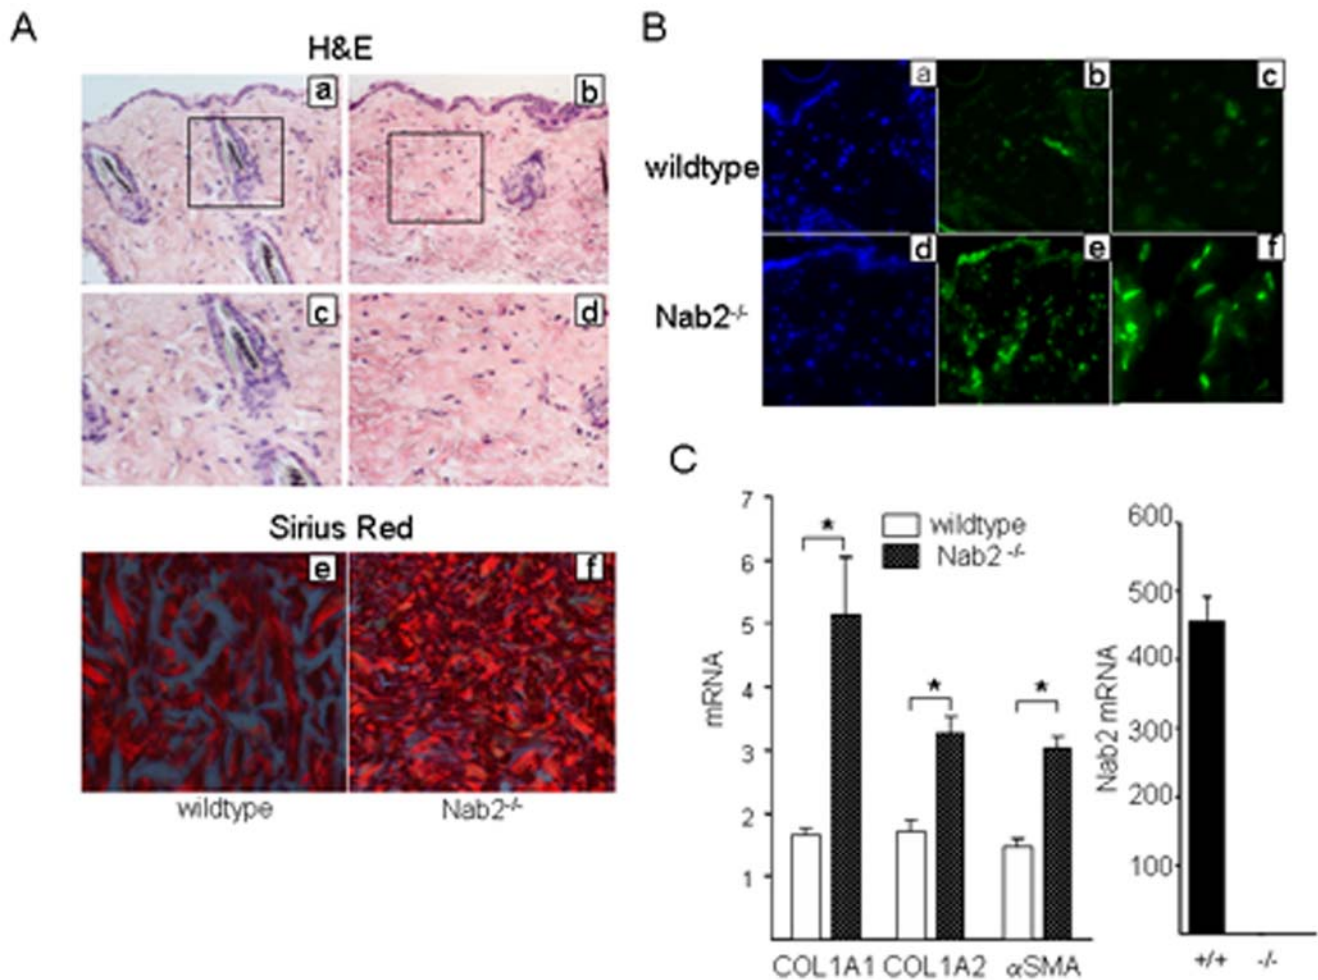 A
H&E
a
b
c
d
Sirius Red
e
f
wildtype
Nab2-/-
B
a
b
c
wildtype
d
e
f
Nab2-/-
C
7
6
5
4
3
2
1
mRNA
*
*
*
wildtype
Nab2 -/-
COL1A1 COL1A2 αSMA
600
500
400
300
200
100
Nab2 mRNA
+/+ -/-